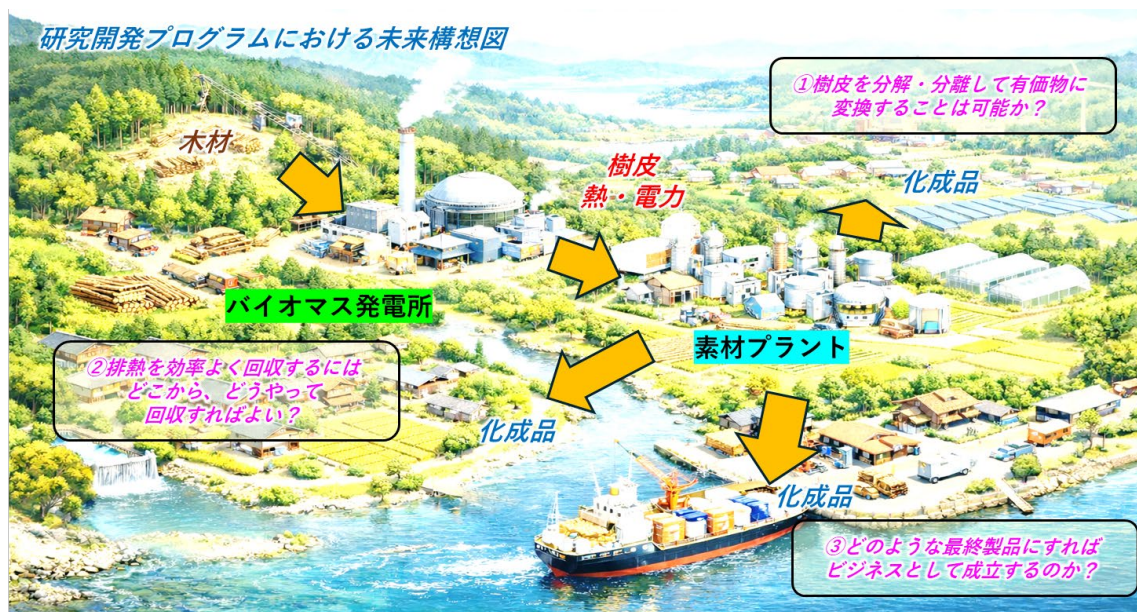 研究開発プログラムにおける未来構想図
①樹皮を分解・分離して有価物に
変換することは可能か？
木材
樹皮
熱・電力
化成品
バイオマス発電所
素材プラント
②排熱を効率よく回収するには
どこから、どうやって
回収すればよい？
化成品
化成品
③どのような最終製品にすれば
ビジネスとして成立するのか？